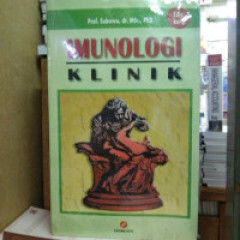 Prof. Subowo, dr. MSc., PhD
IMUNOLOGI
KLINIK